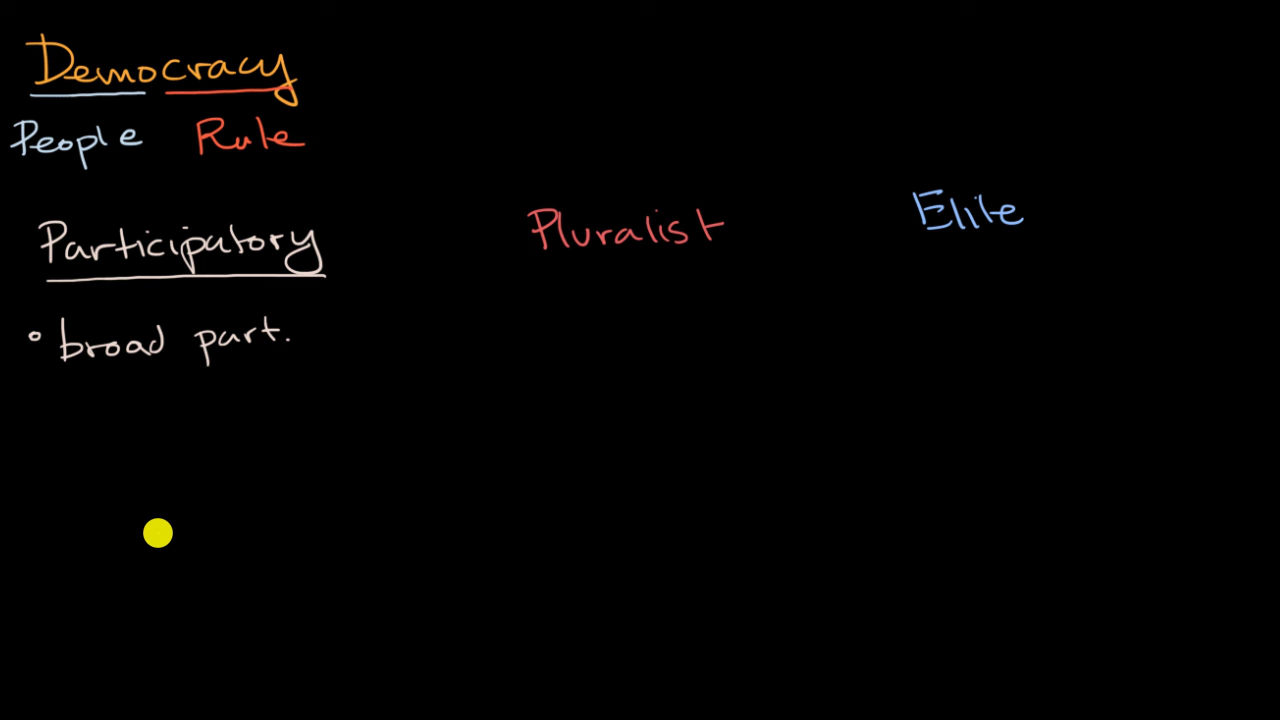 Democracy
People Rule
Participatory
Pluralist
Elite
• broad part.